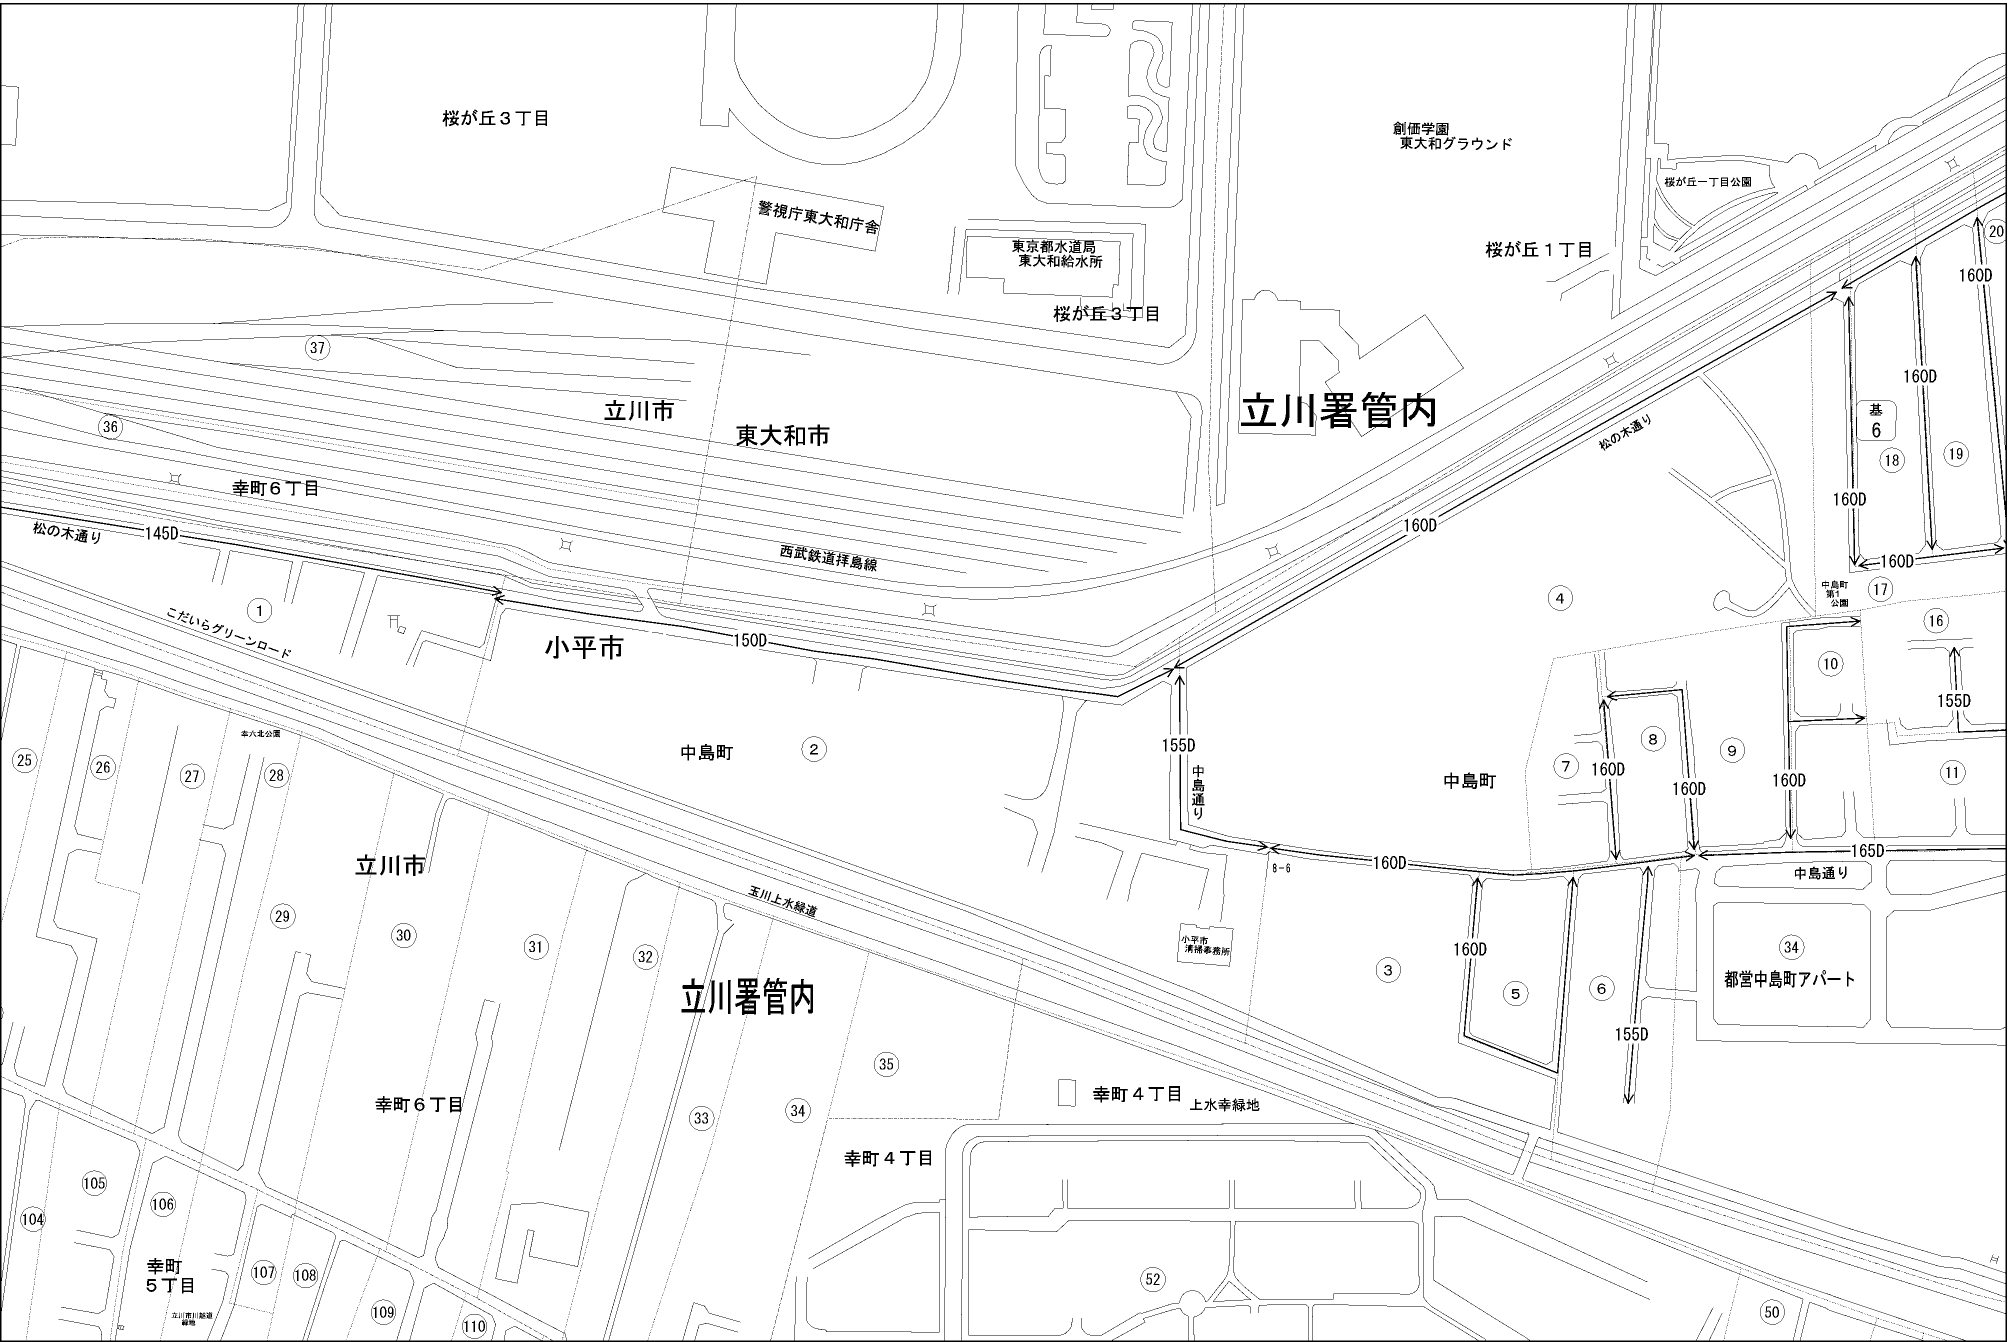 桜が丘３丁目
創価学園
東大和グラウンド
桜が丘一丁目公園
警視庁東大和庁舎
東京都水道局
東大和給水所
桜が丘１丁目
桜が丘３丁目
20
160D
37
160D
立川市
東大和市
立川署管内
基
6
松の木通り
36
18
19
幸町６丁目
160D
160D
松の木通り
145D
西武鉄道拝島線
160D
中島町
第1
公園
17
1
4
こだいらグリーンロード
小平市
150D
16
10
155D
幸六北公園
25
26
27
28
中島町
2
155D
中島通り
中島町
7
8
9
160D
160D
160D
11
立川市
8-6
160D
165D
中島通り
玉川上水緑道
29
30
31
32
小平市
清掃事務所
160D
34
都営中島町アパート
3
5
6
立川署管内
155D
35
幸町６丁目
33
34
幸町４丁目
上水幸緑地
幸町４丁目
105
106
104
幸町
５丁目
107
108
52
109
110
50
立川市川越道
緑地